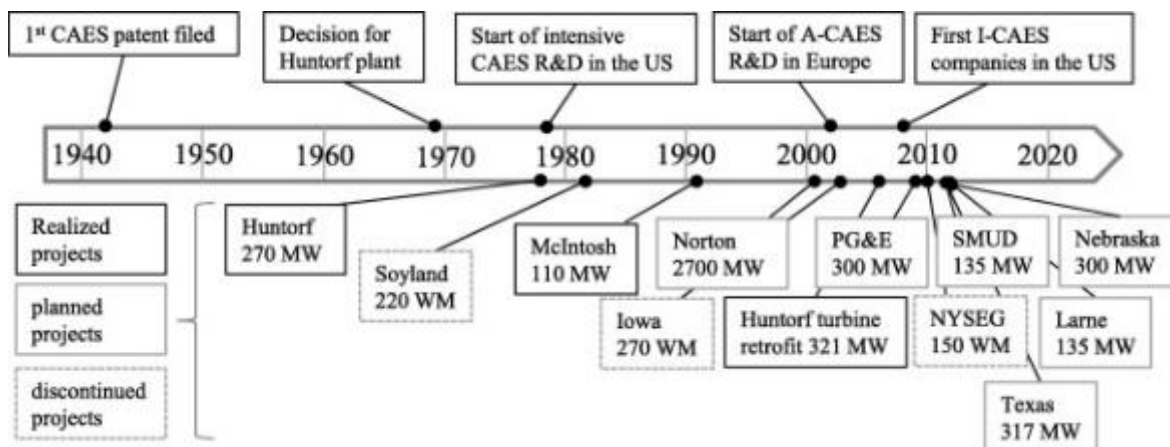 1st CAES patent filed
Decision for
Huntorf plant
Start of intensive
CAES R&D in the US
Start of A-CAES
R&D in Europe
First I-CAES
companies in the US
1940 1950 1960 1970 1980 1990 2000 2010 2020
Realized
projects
planned
projects
discontinued
projects
Huntorf
270 MW
Soyland
220 WM
McIntosh
110 MW
Iowa
270 WM
Norton
2700 MW
Huntorf turbine
retrofit 321 MW
PG&E
300 MW
NYSEG
150 WM
SMUD
135 MW
Texas
317 MW
Larne
135 MW
Nebraska
300 MW